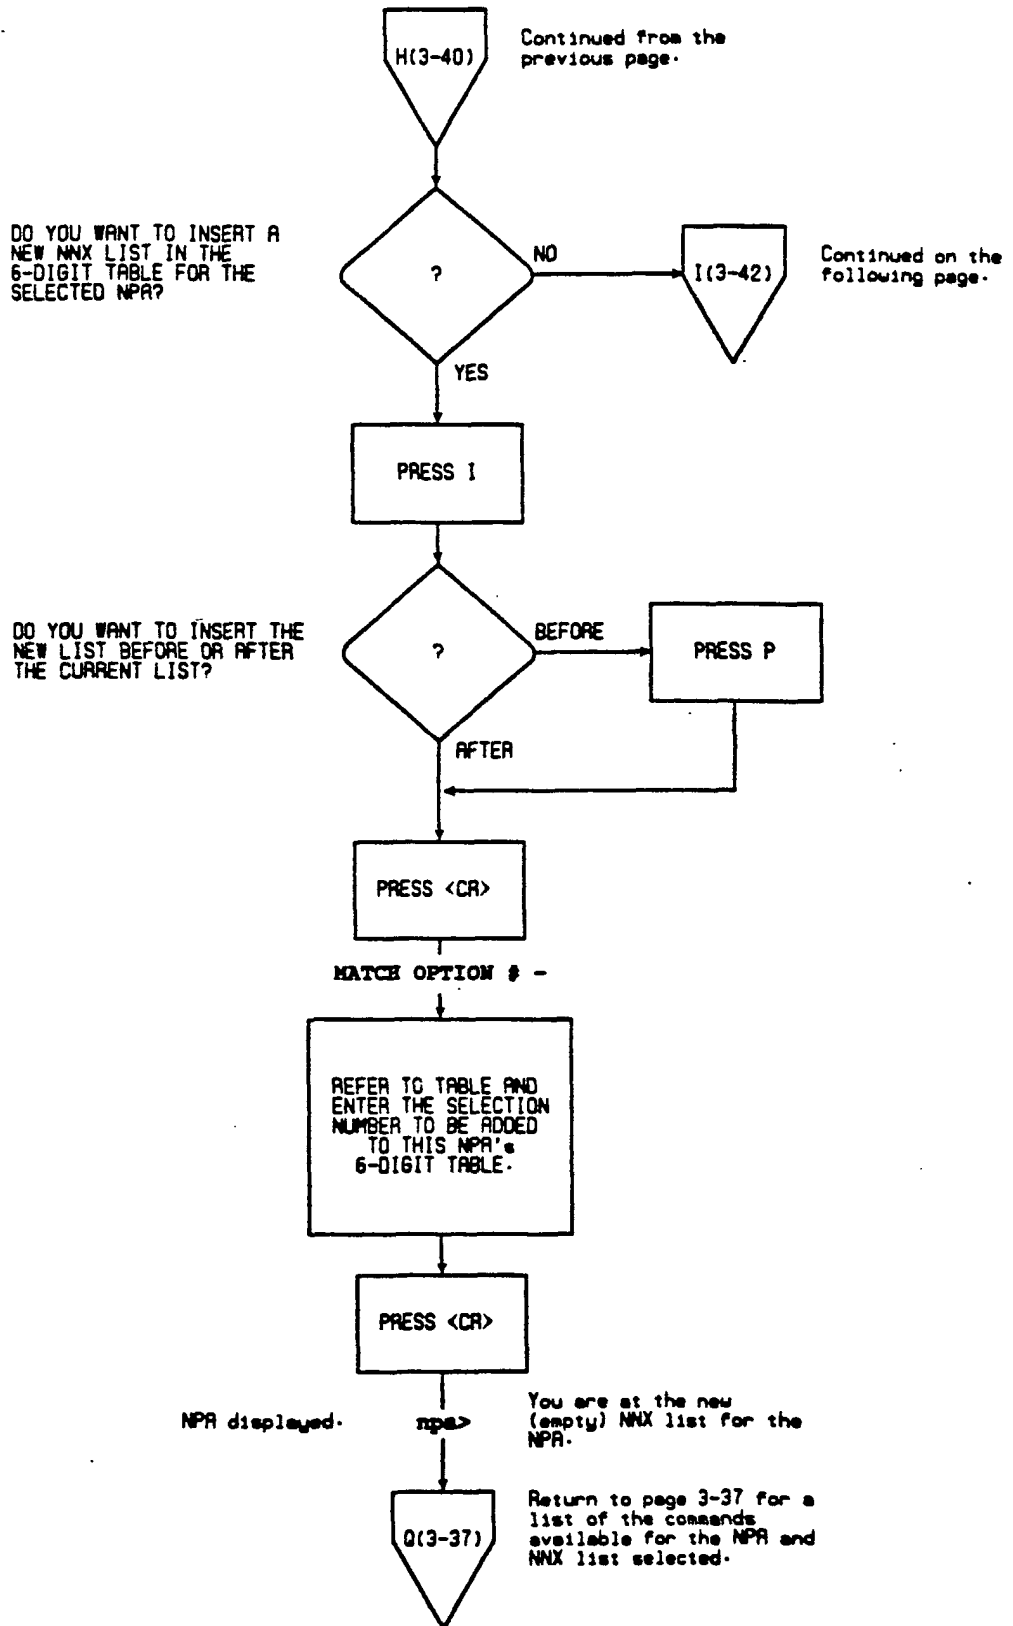 H(3-40)
Continued from the
previous page.
DO YOU WANT TO INSERT A
NEW NNX LIST IN THE
6-DIGIT TABLE FOR THE
SELECTED NPA?
?
NO
I(3-42)
Continued on the
following page.
YES
PRESS I
DO YOU WANT TO INSERT THE
NEW LIST BEFORE OR AFTER
THE CURRENT LIST?
?
BEFORE
PRESS P
AFTER
PRESS <CR>
MATCH OPTION # -
REFER TO TABLE AND
ENTER THE SELECTION
NUMBER TO BE ADDED
TO THIS NPA's
6-DIGIT TABLE.
PRESS <CR>
NPA displayed.
npa>
You are at the new
(empty) NNX list for the
NPA.
Q(3-37)
Return to page 3-37 for a
list of the commands
available for the NPA and
NNX list selected.